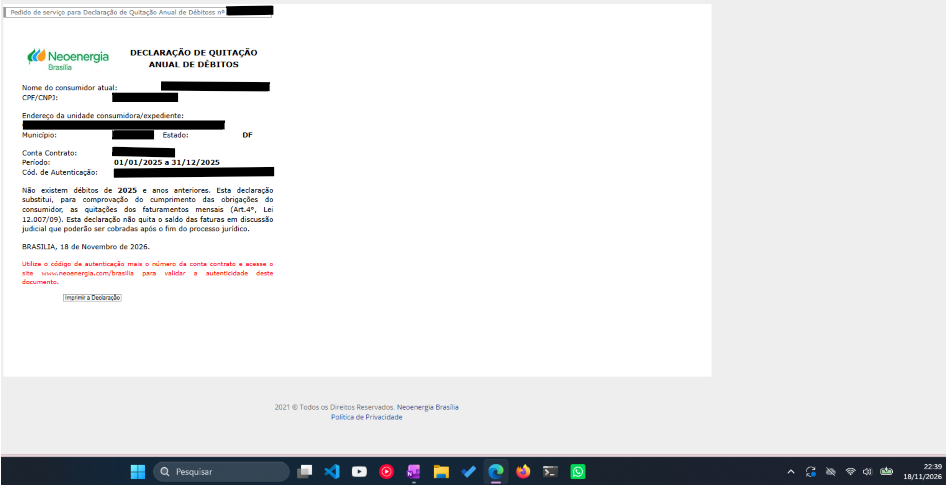 Pedido de serviço para Declaração de Quitação Anual de Débitoss nº
Neoenergia
Brasília
DECLARAÇÃO DE QUITAÇÃO
ANUAL DE DÉBITOS
Nome do consumidor atual:
CPF/CNPJ:
Endereço da unidade consumidora/expediente:
Município: Estado: DF
Conta Contrato:
Período: 01/01/2025 a 31/12/2025
Cód. de Autenticação:
Não existem débitos de 2025 e anos anteriores. Esta declaração
substitui, para comprovação do cumprimento das obrigações do
consumidor, as quitações dos faturamentos mensais (Art.4º, Lei
12.007/09). Esta declaração não quita o saldo das faturas em discussão
judicial que poderão ser cobradas após o fim do processo jurídico.
BRASILIA, 18 de Novembro de 2026.
Utilize o código de autenticação mais o número da conta contrato e acesse o
site www.neoenergia.com/brasilia para validar a autenticidade deste
documento.
Imprimir a Declaração
2021 © Todos os Direitos Reservados. Neoenergia Brasília
Política de Privacidade
Pesquisar
22:39
18/11/2026